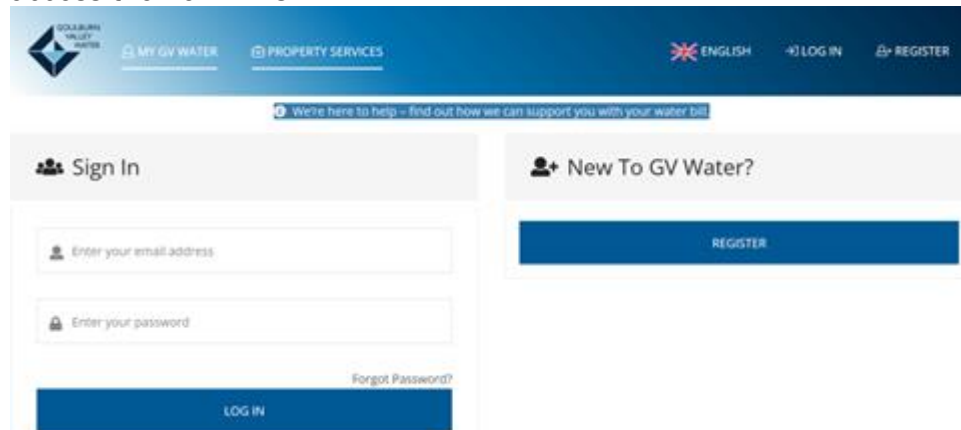 GOULBURN
VALLEY
WATER
MY GV WATER
PROPERTY SERVICES
ENGLISH
LOG IN
REGISTER
We're here to help – find out how we can support you with your water bill.
Sign In
New To GV Water?
Enter your email address
REGISTER
Enter your password
Forgot Password?
LOG IN